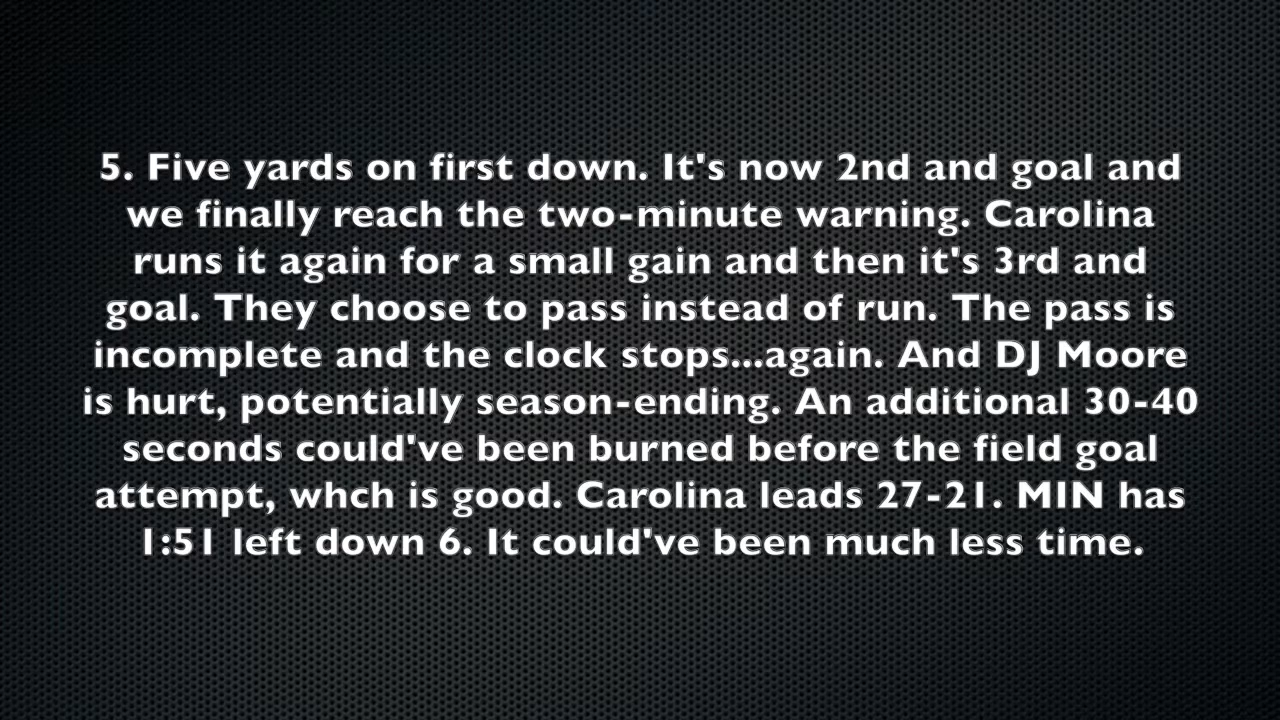 5. Five yards on first down. It's now 2nd and goal and
we finally reach the two-minute warning. Carolina
runs it again for a small gain and then it's 3rd and
goal. They choose to pass instead of run. The pass is
incomplete and the clock stops...again. And DJ Moore
is hurt, potentially season-ending. An additional 30-40
seconds could've been burned before the field goal
attempt, whch is good. Carolina leads 27-21. MIN has
1:51 left down 6. It could've been much less time.